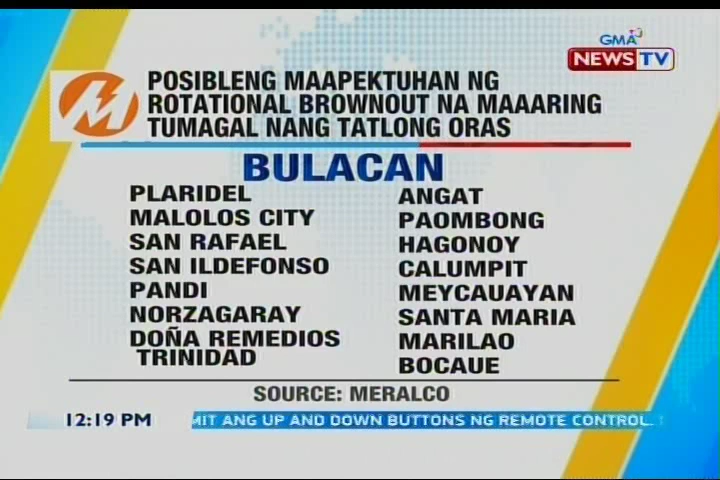 GMA
NEWS TV
POSIBLENG MAAPEKTUHAN NG
ROTATIONAL BROWNOUT NA MAAARING
TUMAGAL NANG TATLONG ORAS
BULACAN
PLARIDEL
MALOLOS CITY
SAN RAFAEL
SAN ILDEFONSO
PANDI
NORZAGARAY
DOÑA REMEDIOS
TRINIDAD
ANGAT
PAOMBONG
HAGONOY
CALUMPIT
MEYCAUAYAN
SANTA MARIA
MARILAO
BOCAUE
SOURCE: MERALCO
12:19 PM
MIT ANG UP AND DOWN BUTTONS NG REMOTE CONTROL.